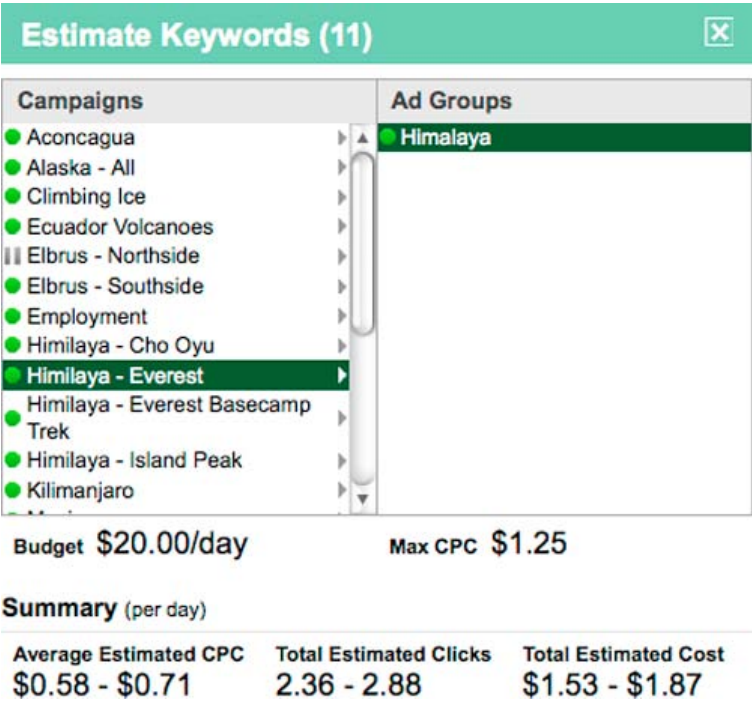 Estimate Keywords (11)
Campaigns
Ad Groups
Aconcagua
Himalaya
Alaska - All
Climbing Ice
Ecuador Volcanoes
Elbrus - Northside
Elbrus - Southside
Employment
Himilaya - Cho Oyu
Himilaya - Everest
Himilaya - Everest Basecamp
Trek
Himilaya - Island Peak
Kilimanjaro
Budget $20.00/day
Max CPC $1.25
Summary (per day)
Average Estimated CPC
Total Estimated Clicks
Total Estimated Cost
$0.58 - $0.71
2.36 - 2.88
$1.53 - $1.87